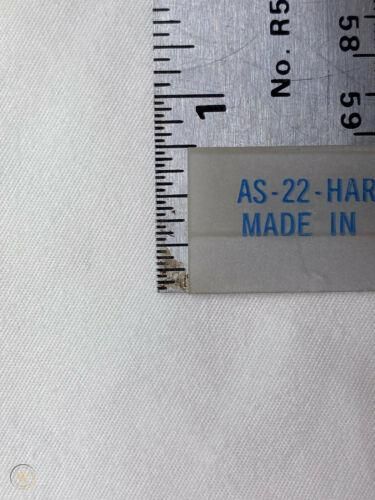 1
No. R5
58
59
AS-22-HAR
MADE IN